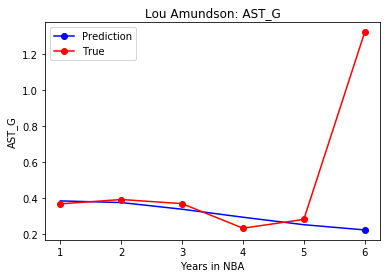 Lou Amundson: AST_G
Prediction
True
AST_G
1.2
1.0
0.8
0.6
0.4
0.2
1 2 3 4 5 6
Years in NBA